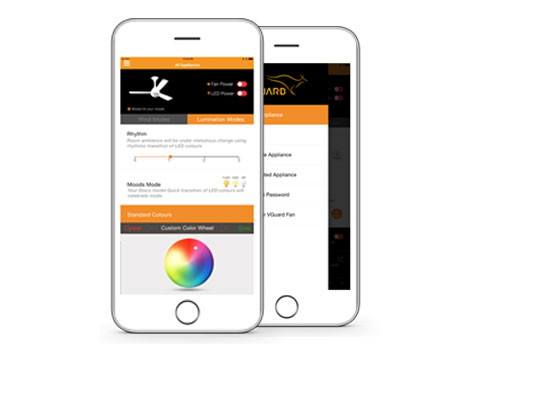 All Appliance
Fan Power
LED Power
Wind Modes
Lumination Modes
Rhythm
Room ambience will be under melodious change using
rhythmic transition of LED colours.
Moods Mode
Your Disco mode! Quick transition of LED colours will
celebrate mode.
Standard Colours
Cancel Custom Color Wheel Done
GUARD
Appliance
Appliance
ted Appliance
Password
VGuard Fan